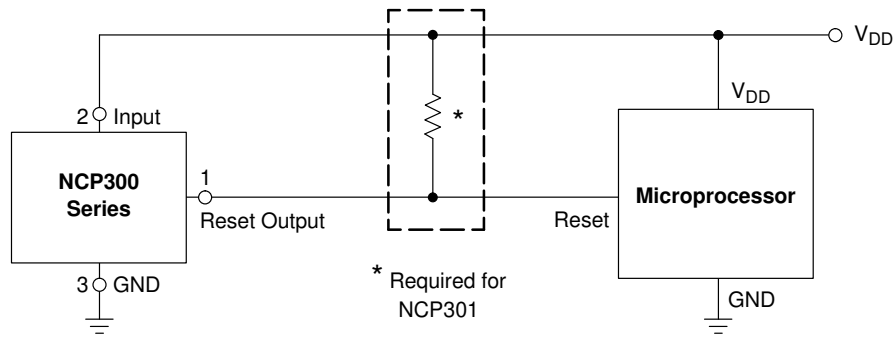 V_DD
2 Input
V_DD
*
NCP300
Series
1
Reset Output
Microprocessor
Reset
3 GND
* Required for
NCP301
GND